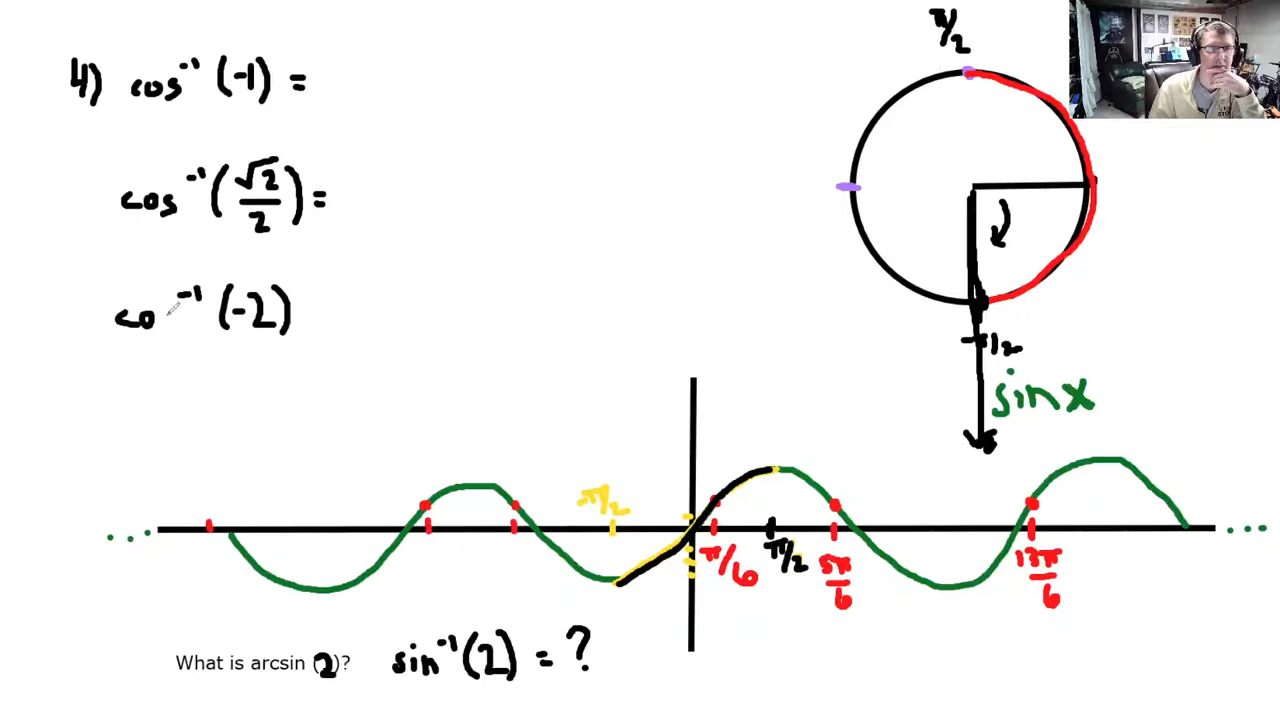 π/2
4) cos⁻¹ (-1) =
cos⁻¹ (√2/2) =
co ⁻¹ (-2)
-π/2
sin x
-π/2
π/6
π/2
5π/6
13π/6
What is arcsin (2)? sin⁻¹(2) = ?